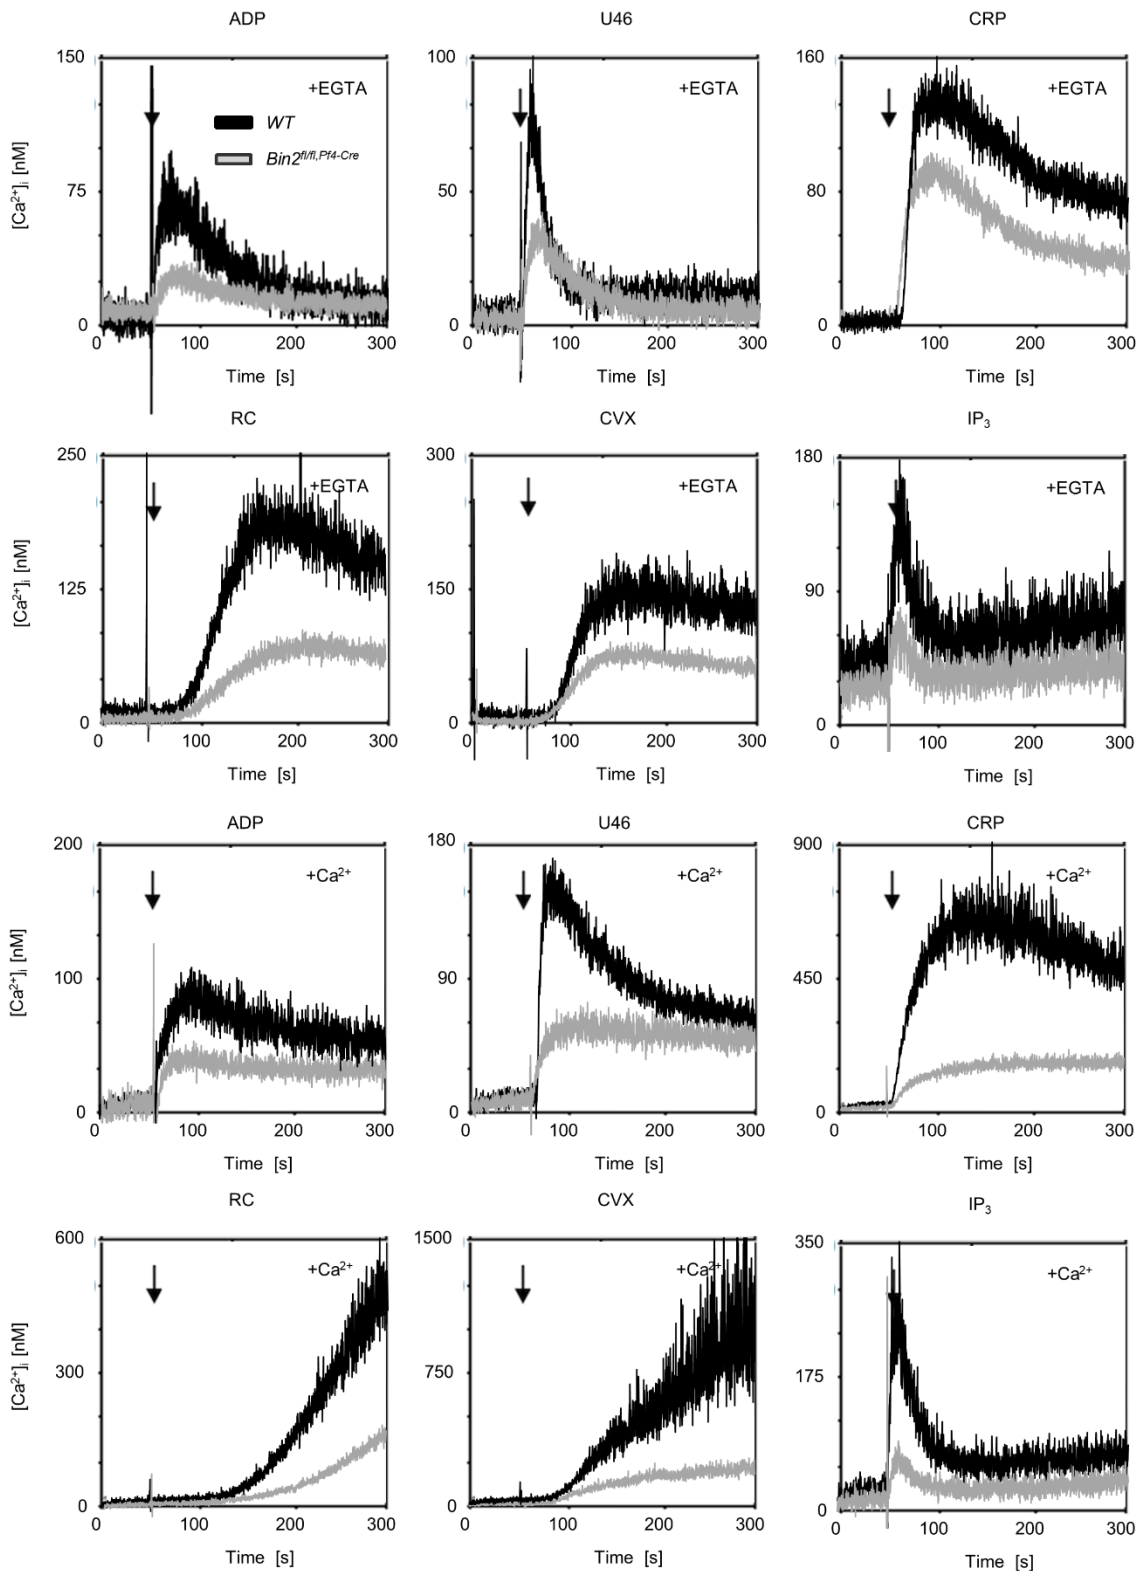 ADP
U46
CRP
150
100
160
+EGTA
+EGTA
+EGTA
WT
Bin2fl/fl,Pf4-Cre
[Ca²⁺]ᵢ [nM]
75
50
80
0
0
0
0 100 200 300
0 100 200 300
0 100 200 300
Time [s]
Time [s]
Time [s]
RC
CVX
IP₃
250
300
180
+EGTA
+EGTA
+EGTA
[Ca²⁺]ᵢ [nM]
125
150
90
0
0
0
0 100 200 300
0 100 200 300
0 100 200 300
Time [s]
Time [s]
Time [s]
ADP
U46
CRP
200
180
900
+Ca²⁺
+Ca²⁺
+Ca²⁺
[Ca²⁺]ᵢ [nM]
100
90
450
0
0
0
0 100 200 300
0 100 200 300
0 100 200 300
Time [s]
Time [s]
Time [s]
RC
CVX
IP₃
600
1500
350
+Ca²⁺
+Ca²⁺
+Ca²⁺
[Ca²⁺]ᵢ [nM]
300
750
175
0
0
0
0 100 200 300
0 100 200 300
0 100 200 300
Time [s]
Time [s]
Time [s]